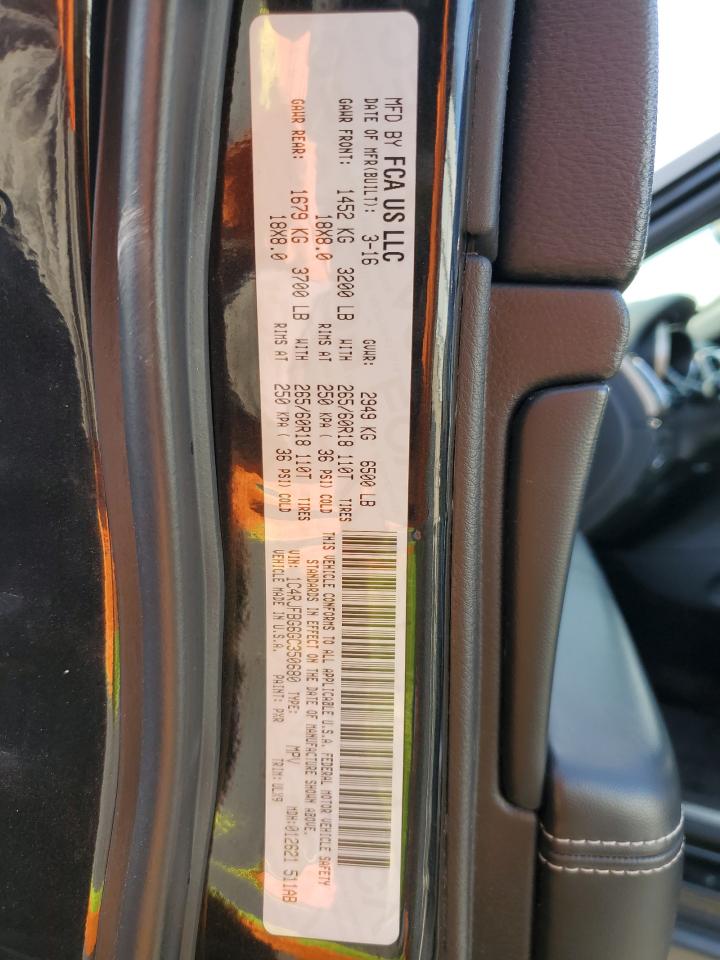 MFD BY FCA US LLC
DATE OF MFR(BUILT): 3-16 GVWR: 2949 KG 6500 LB
GAWR FRONT: 1452 KG 3200 LB WITH 265/60R18 110T TIRES
18X8.0 RIMS AT 250 KPA ( 36 PSI) COLD
GAWR REAR: 1679 KG 3700 LB WITH 265/60R18 110T TIRES
18X8.0 RIMS AT 250 KPA ( 36 PSI) COLD
THIS VEHICLE CONFORMS TO ALL APPLICABLE U.S.A. FEDERAL MOTOR VEHICLE SAFETY
STANDARDS IN EFFECT ON THE DATE OF MANUFACTURE SHOWN ABOVE.
VIN: 1C4RJFBG6GC350680 TYPE: MPV MDH:012621 511AB
VEHICLE MADE IN U.S.A. PAINT: PXR TRIM: ULX9